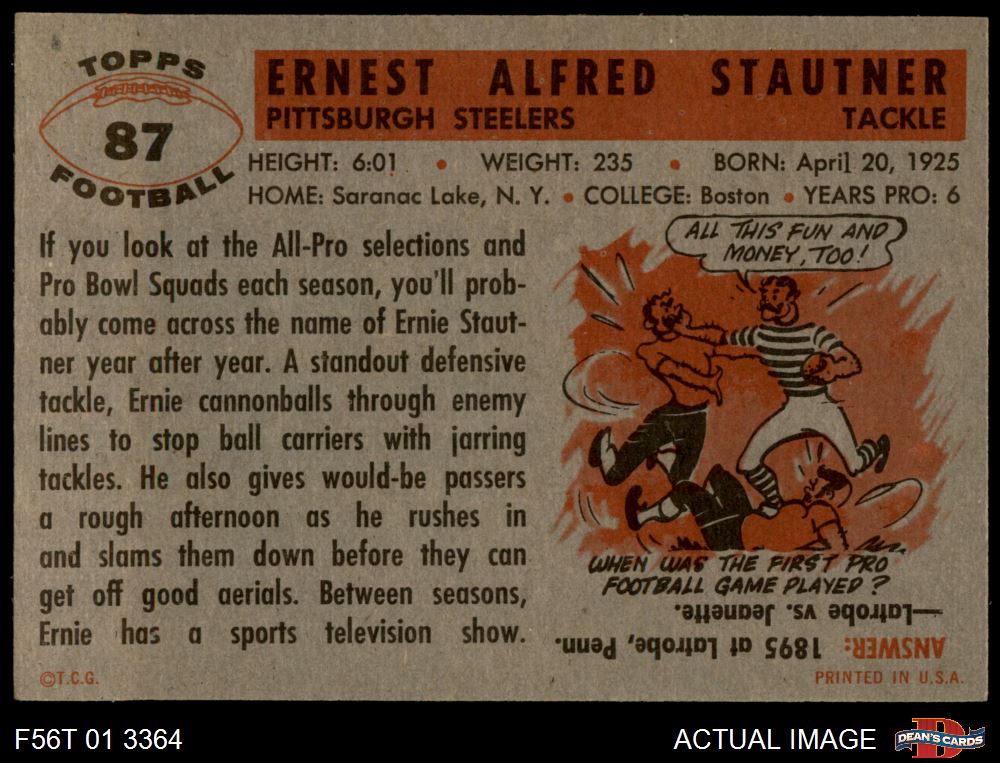 TOPPS
87
FOOTBALL
ERNEST ALFRED STAUTNER
PITTSBURGH STEELERS TACKLE
HEIGHT: 6:01 • WEIGHT: 235 • BORN: April 20, 1925
HOME: Saranac Lake, N. Y. • COLLEGE: Boston • YEARS PRO: 6
If you look at the All-Pro selections and
Pro Bowl Squads each season, you'll prob-
ably come across the name of Ernie Staut-
ner year after year. A standout defensive
tackle, Ernie cannonballs through enemy
lines to stop ball carriers with jarring
tackles. He also gives would-be passers
a rough afternoon as he rushes in
and slams them down before they can
get off good aerials. Between seasons,
Ernie has a sports television show.
©T.C.G.
ALL THIS FUN AND
MONEY, TOO!
WHEN WAS THE FIRST PRO
FOOTBALL GAME PLAYED?
ANSWER: 1895 at Latrobe, Penn.
—Latrobe vs. Jeanette.
PRINTED IN U.S.A.
F56T 01 3364
ACTUAL IMAGE
DEAN'S CARDS